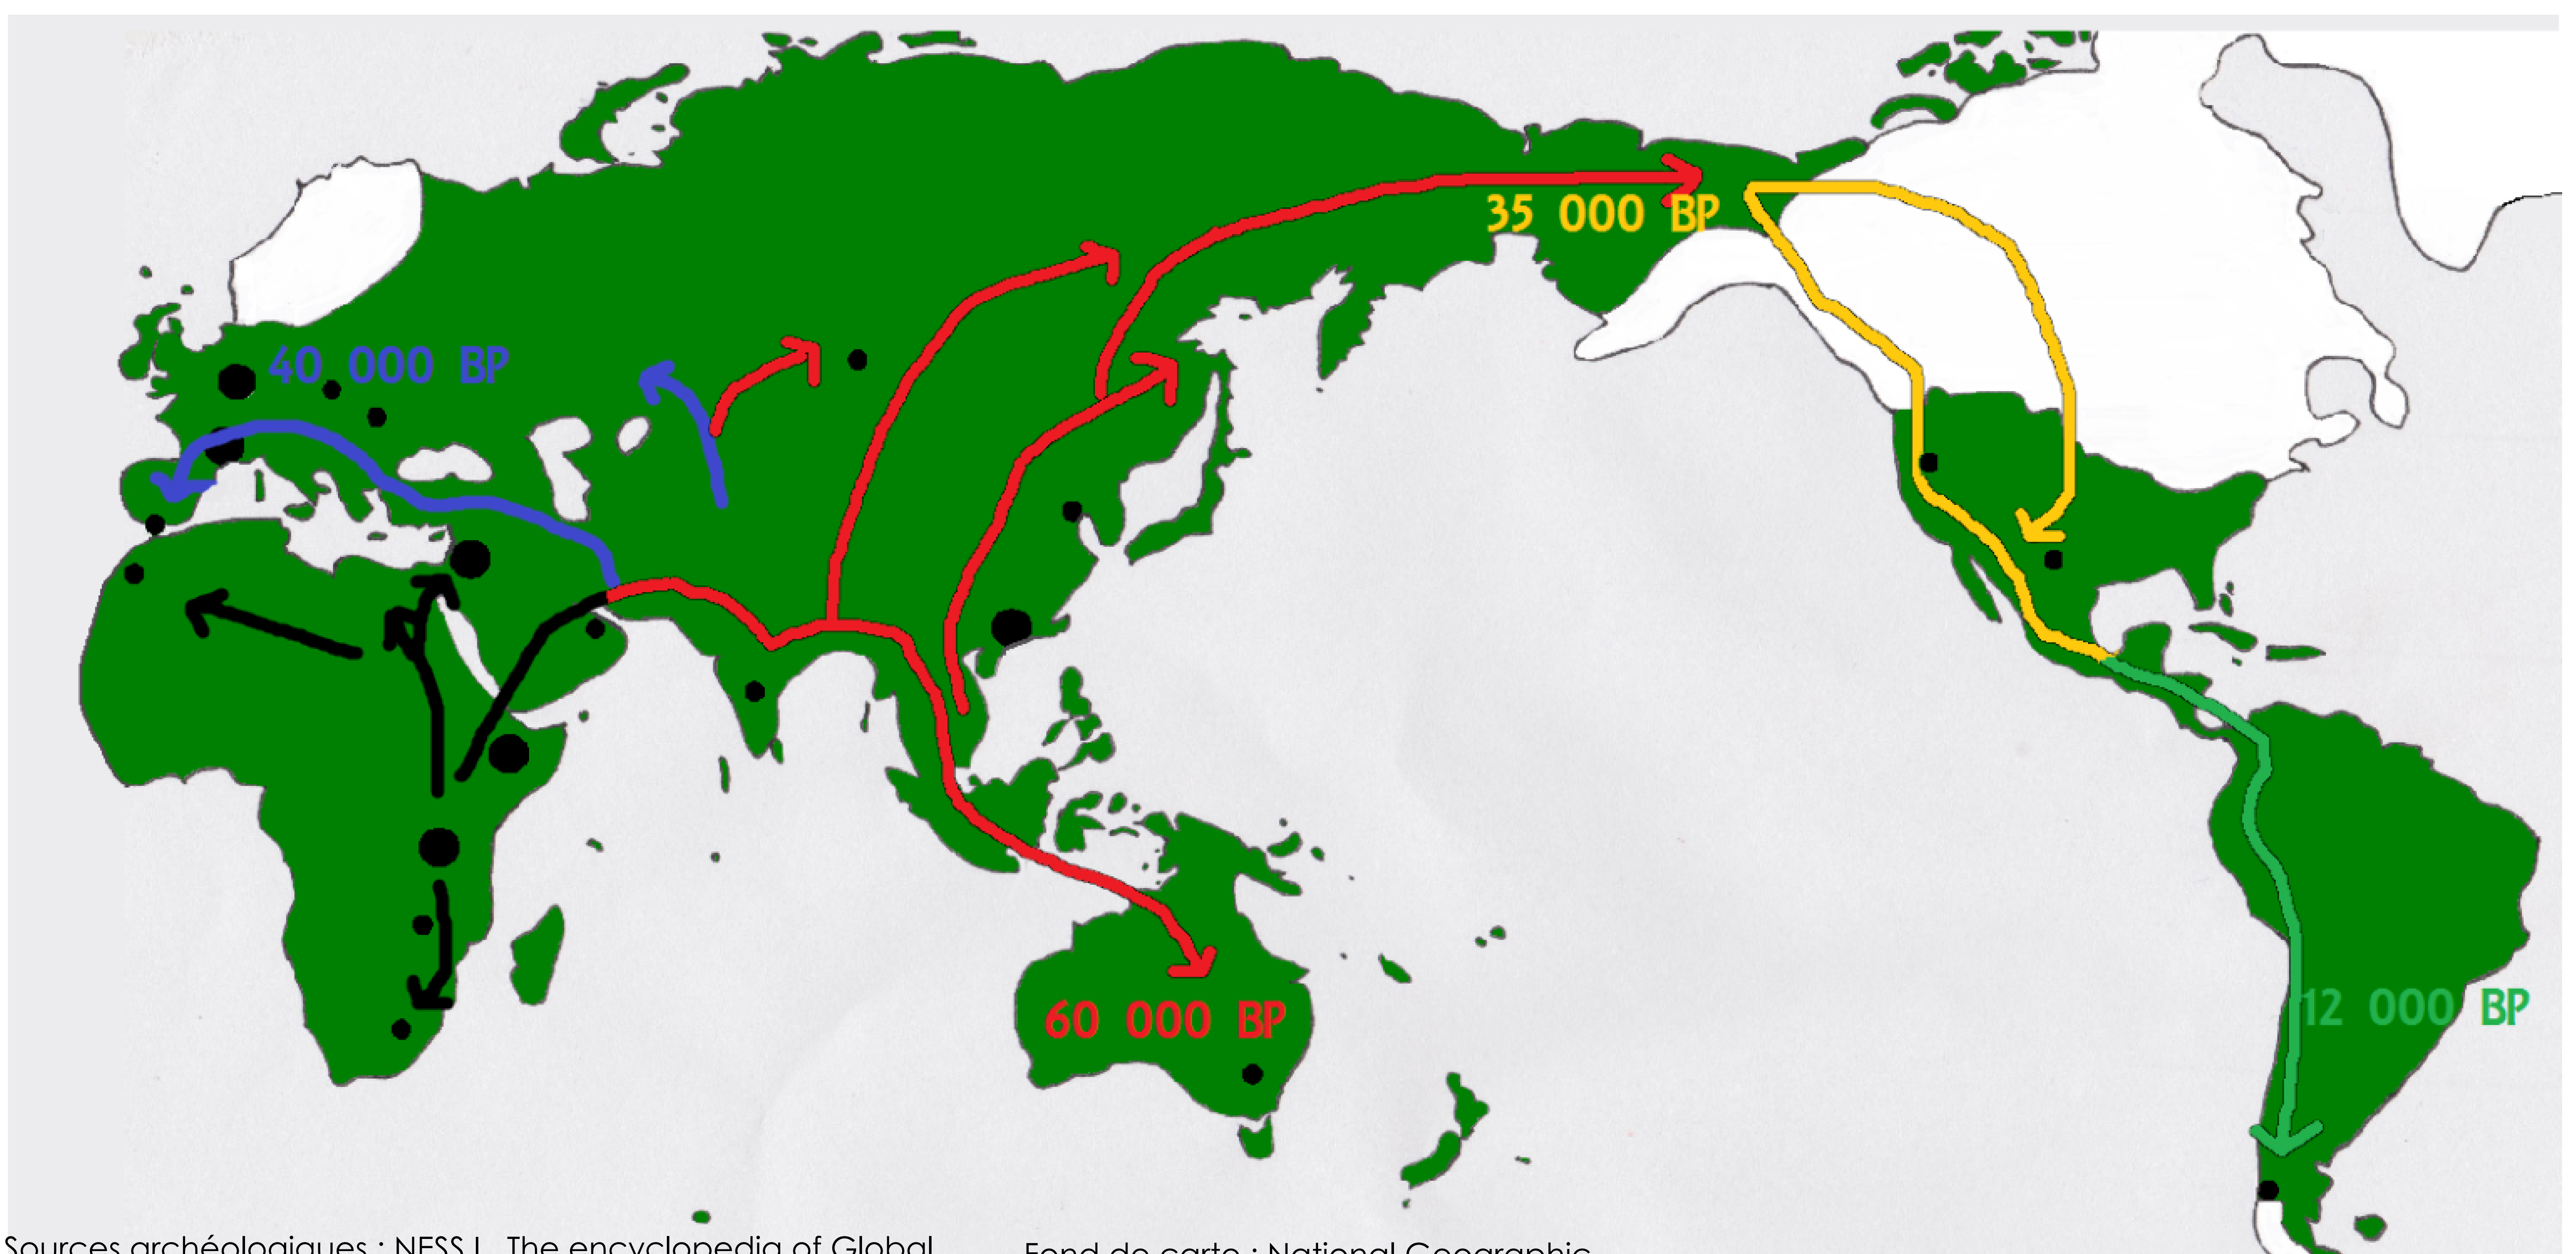 35 000 BP
40 000 BP
60 000 BP
12 000 BP
Sources archéologiques : NESS I., The encyclopedia of Global
Fond de carte : National Geographic